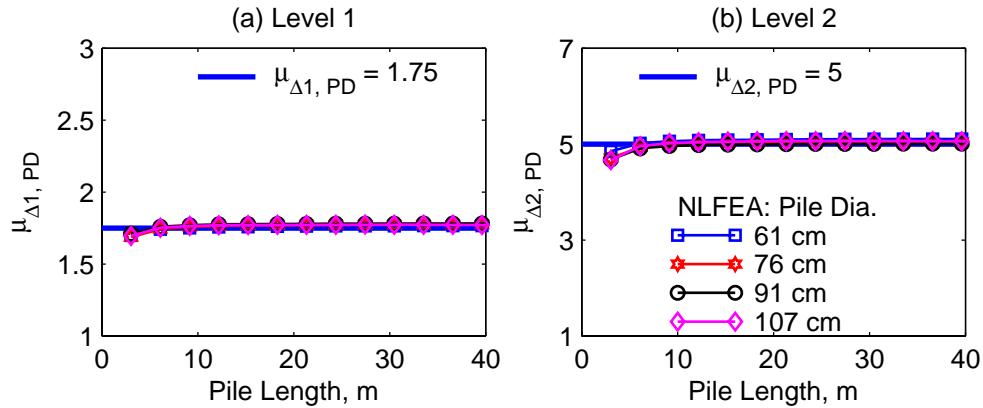 (a) Level 1
μΔ1, PD
3
2.5
2
1.5
1
μΔ1, PD = 1.75
0 10 20 30 40
Pile Length, m
(b) Level 2
μΔ2, PD
7
5
3
1
μΔ2, PD = 5
NLFEA: Pile Dia.
61 cm
76 cm
91 cm
107 cm
0 10 20 30 40
Pile Length, m